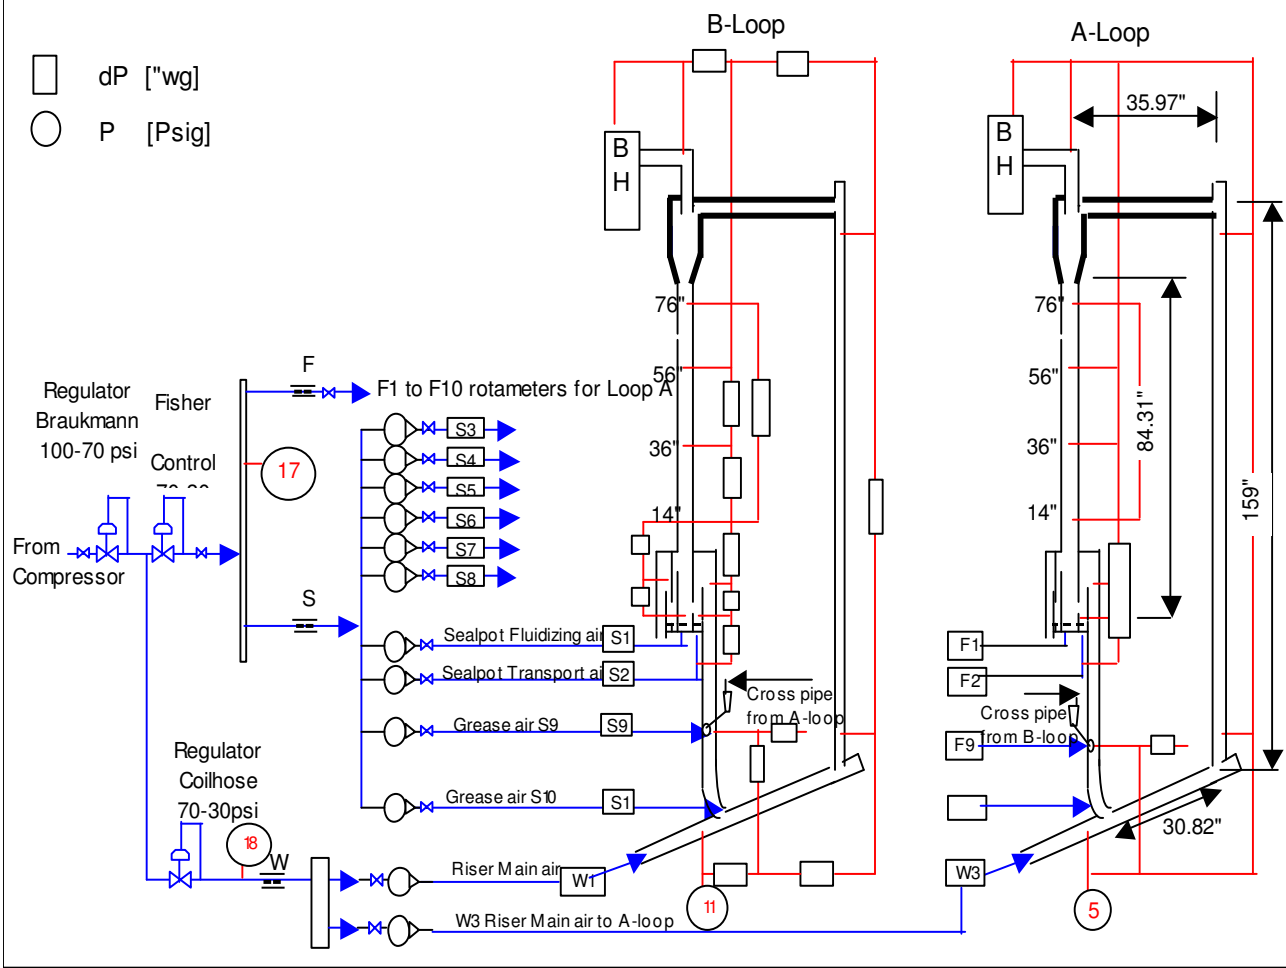 B-Loop
A-Loop
dP ["wg]
P [Psig]
35.97"
B
H
B
H
76"
76"
56"
56"
36"
36"
14"
14"
84.31"
159"
F
F1 to F10 rotameters for Loop A
Regulator
Braukmann
100-70 psi
Fisher
Control
17
S3
S4
S5
S6
S7
S8
From
Compressor
S
Sealpot Fluidizing air
S1
Sealpot Transport ai
S2
Grease air S9
S9
Grease air S10
S1
Cross pipe
from A-loop
F1
F2
Cross pipe
from B-loop
F9
30.82"
Regulator
Coilhose
70-30psi
18
W
Riser Main air
W1
W3
11
5
W3 Riser Main air to A-loop